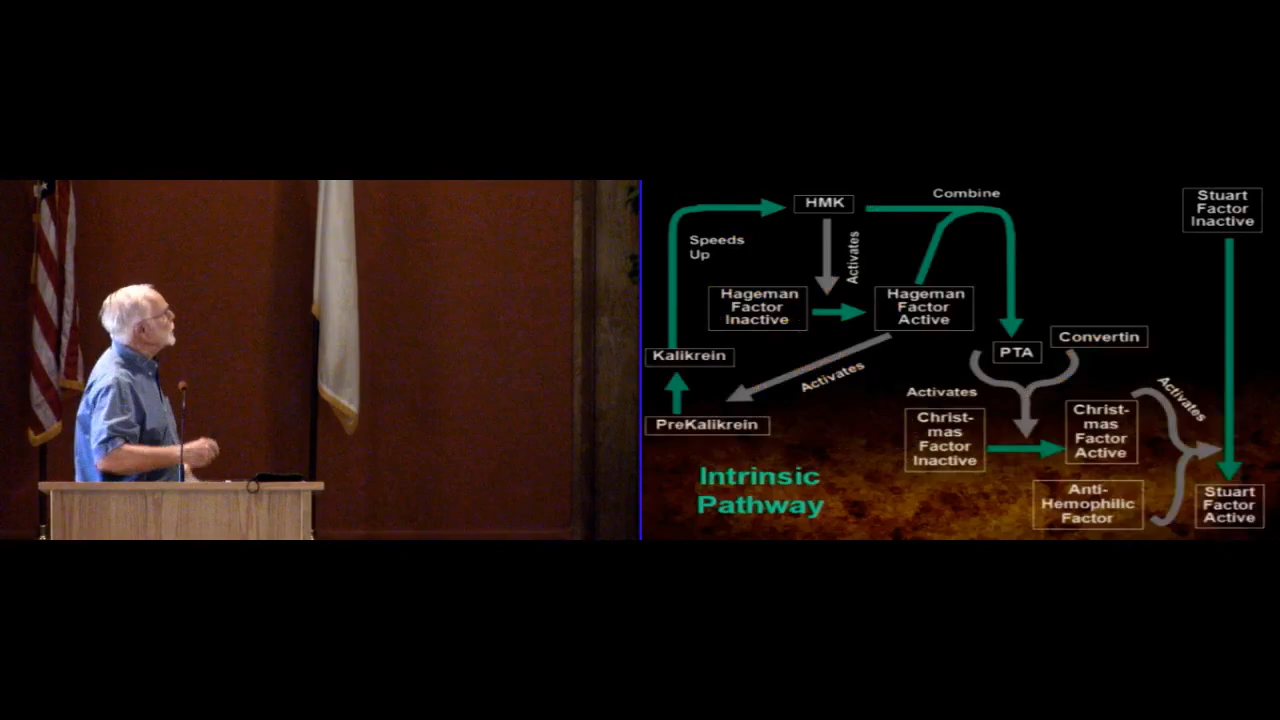 Combine
HMK
Stuart
Factor
Inactive
Speeds
Up
Activates
Hageman
Factor
Inactive
Hageman
Factor
Active
Convertin
PTA
Kalikrein
Activates
Activates
Activates
PreKalikrein
Christ-
mas
Factor
Inactive
Christ-
mas
Factor
Active
Intrinsic
Pathway
Anti-
Hemophilic
Factor
Stuart
Factor
Active